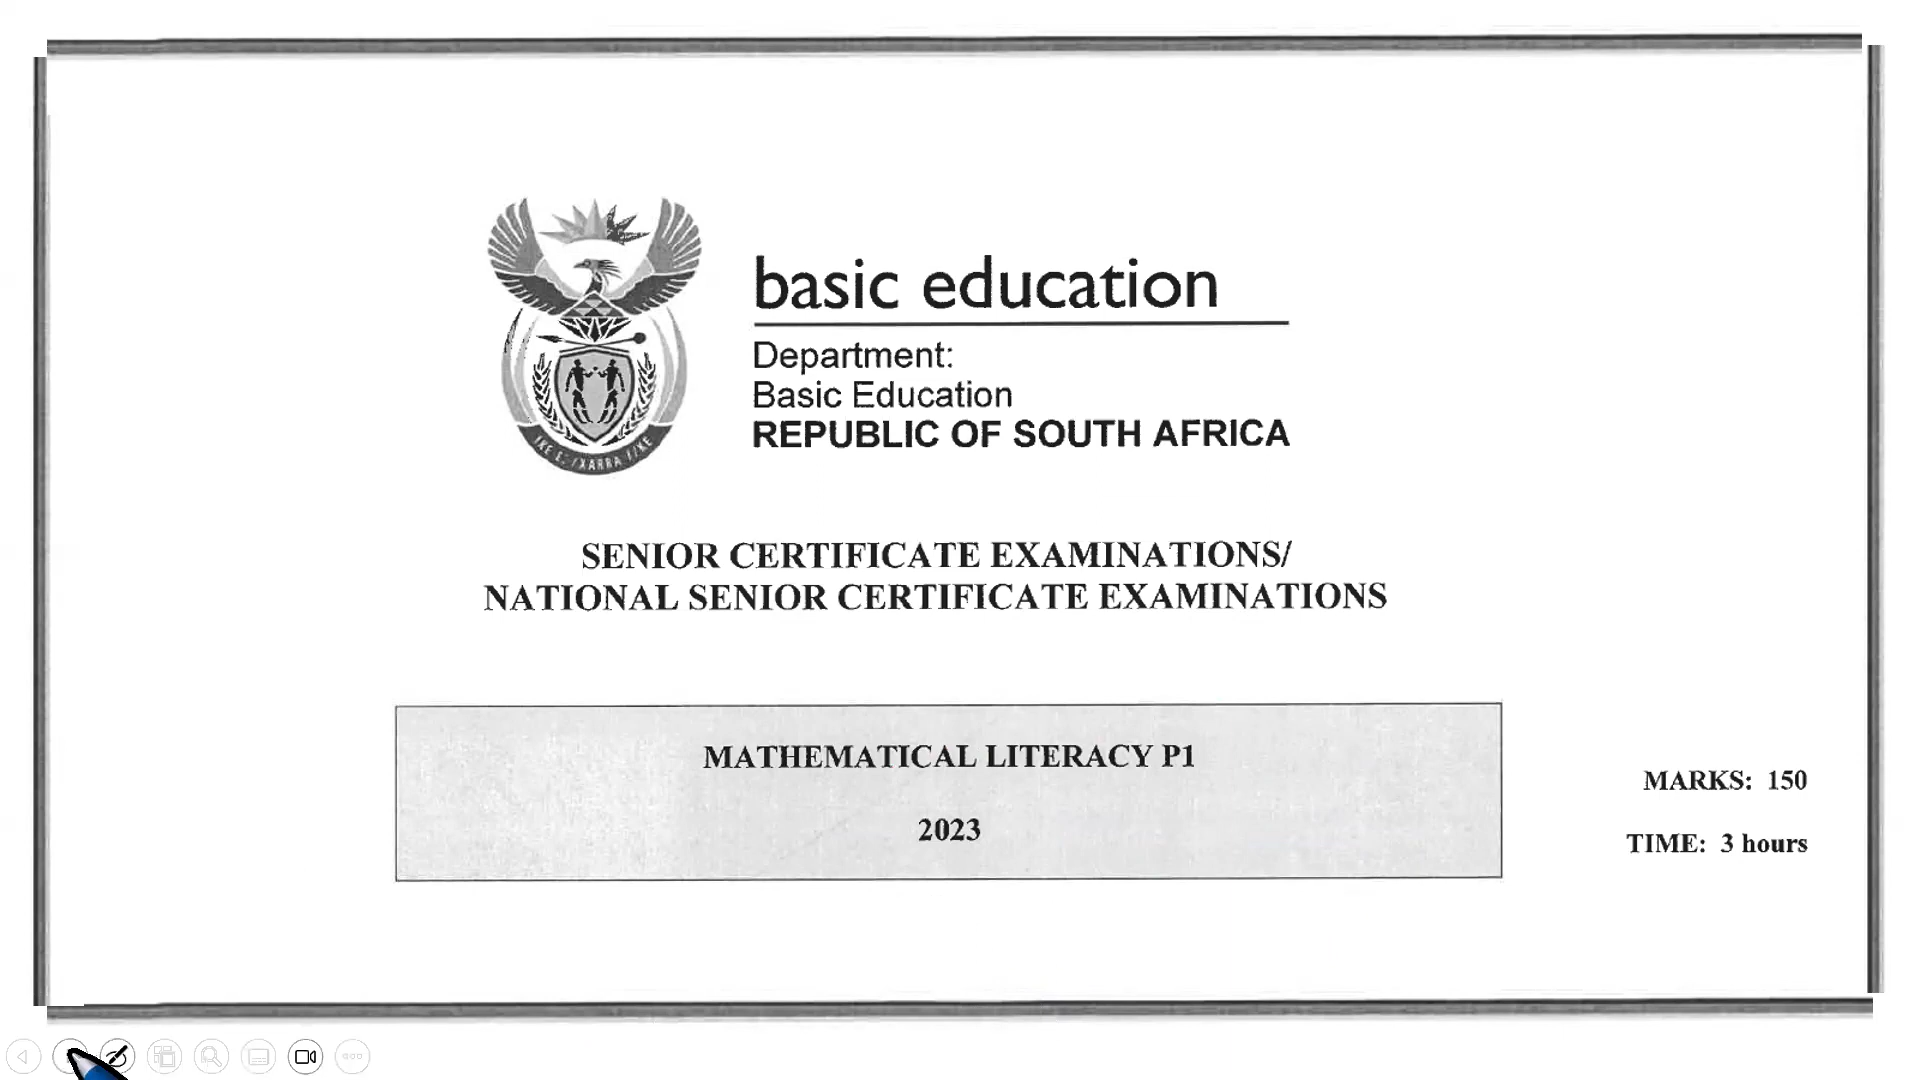 basic education
Department:
Basic Education
REPUBLIC OF SOUTH AFRICA
SENIOR CERTIFICATE EXAMINATIONS/
NATIONAL SENIOR CERTIFICATE EXAMINATIONS
MATHEMATICAL LITERACY P1
2023
MARKS: 150
TIME: 3 hours